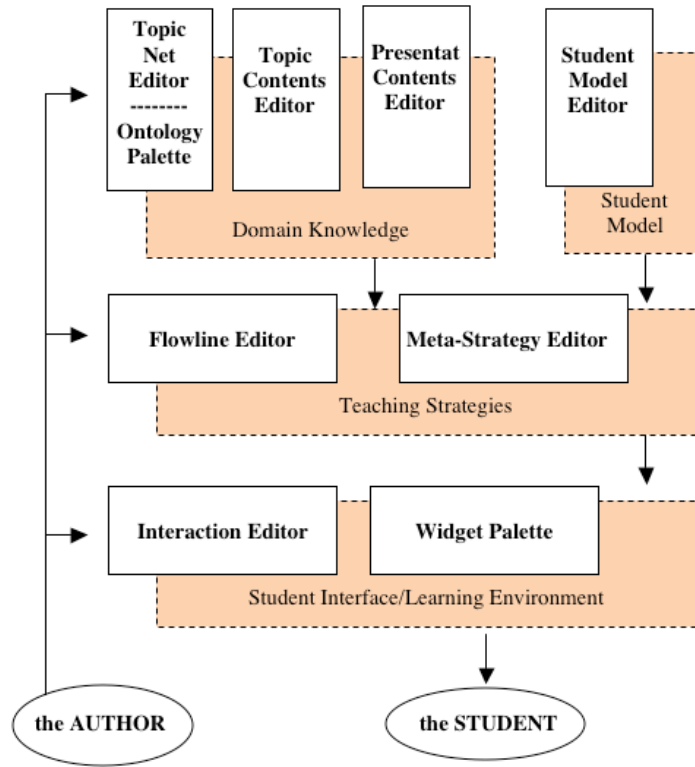 Topic
Net
Editor
--------
Ontology
Palette
Topic
Contents
Editor
Presentat
Contents
Editor
Student
Model
Editor
Domain Knowledge
Student
Model
Flowline Editor
Meta-Strategy Editor
Teaching Strategies
Interaction Editor
Widget Palette
Student Interface/Learning Environment
the AUTHOR
the STUDENT